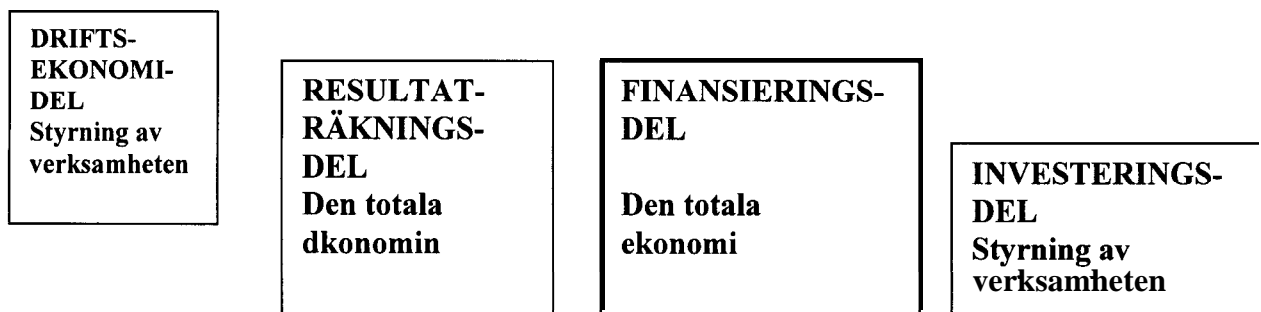 DRIFTS-
EKONOMI-
DEL
Styrning av
verksamheten
RESULTAT-
RÄKNINGS-
DEL
Den totala
dkonomin
FINANSIERINGS-
DEL
Den totala
ekonomi
INVESTERINGS-
DEL
Styrning av
verksamheten